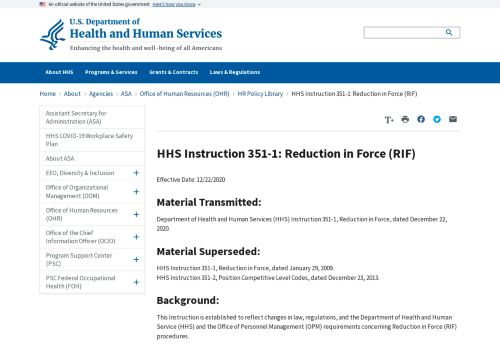 An official website of the United States government Here's how you know
U.S. Department of
Health and Human Services
Enhancing the health and well-being of all Americans
About HHS Programs & Services Grants & Contracts Laws & Regulations
Home > About > Agencies > ASA > Office of Human Resources (OHR) > HR Policy Library > HHS Instruction 351-1: Reduction in Force (RIF)
Assistant Secretary for
Administration (ASA)
HHS COVID-19 Workplace Safety
Plan
About ASA
EEO, Diversity & Inclusion +
Office of Organizational
Management (OOM) +
Office of Human Resources
(OHR) +
Office of the Chief
Information Officer (OCIO) +
Program Support Center
(PSC) +
PSC Federal Occupational
Health (FOH) +
T+
HHS Instruction 351-1: Reduction in Force (RIF)
Effective Date: 12/22/2020
Material Transmitted:
Department of Health and Human Services (HHS) Instruction 351-1, Reduction in Force, dated December 22,
2020.
Material Superseded:
HHS Instruction 351-1, Reduction in Force, dated January 29, 2009.
HHS Instruction 351-2, Position Competitive Level Codes, dated December 23, 2013.
Background:
This Instruction is established to reflect changes in law, regulations, and the Department of Health and Human
Service (HHS) and the Office of Personnel Management (OPM) requirements concerning Reduction in Force (RIF)
procedures.